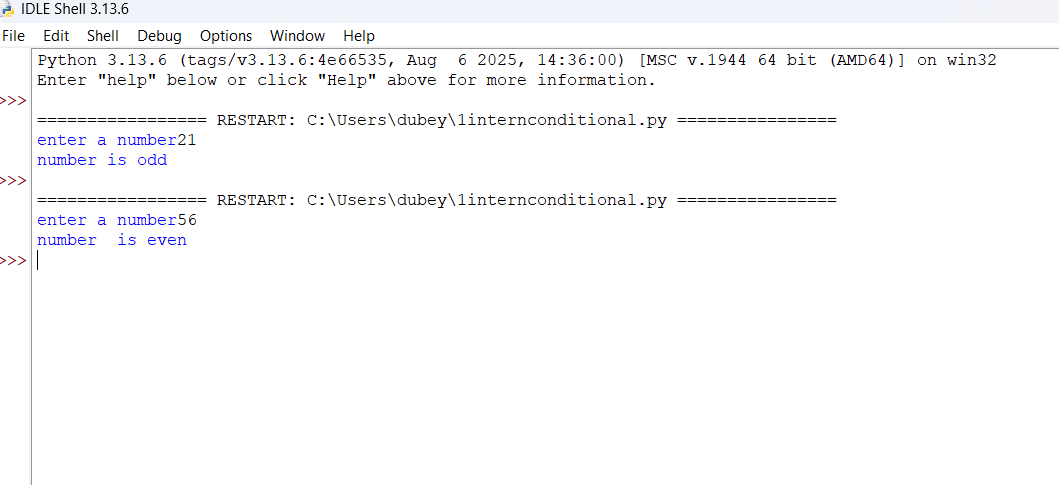 IDLE Shell 3.13.6
File Edit Shell Debug Options Window Help
Python 3.13.6 (tags/v3.13.6:4e66535, Aug  6 2025, 14:36:00) [MSC v.1944 64 bit (AMD64)] on win32
Enter "help" below or click "Help" above for more information.
>>>
================= RESTART: C:\Users\dubey\1internconditional.py ================
enter a number21
number is odd
>>>
================= RESTART: C:\Users\dubey\1internconditional.py ================
enter a number56
number  is even
>>>